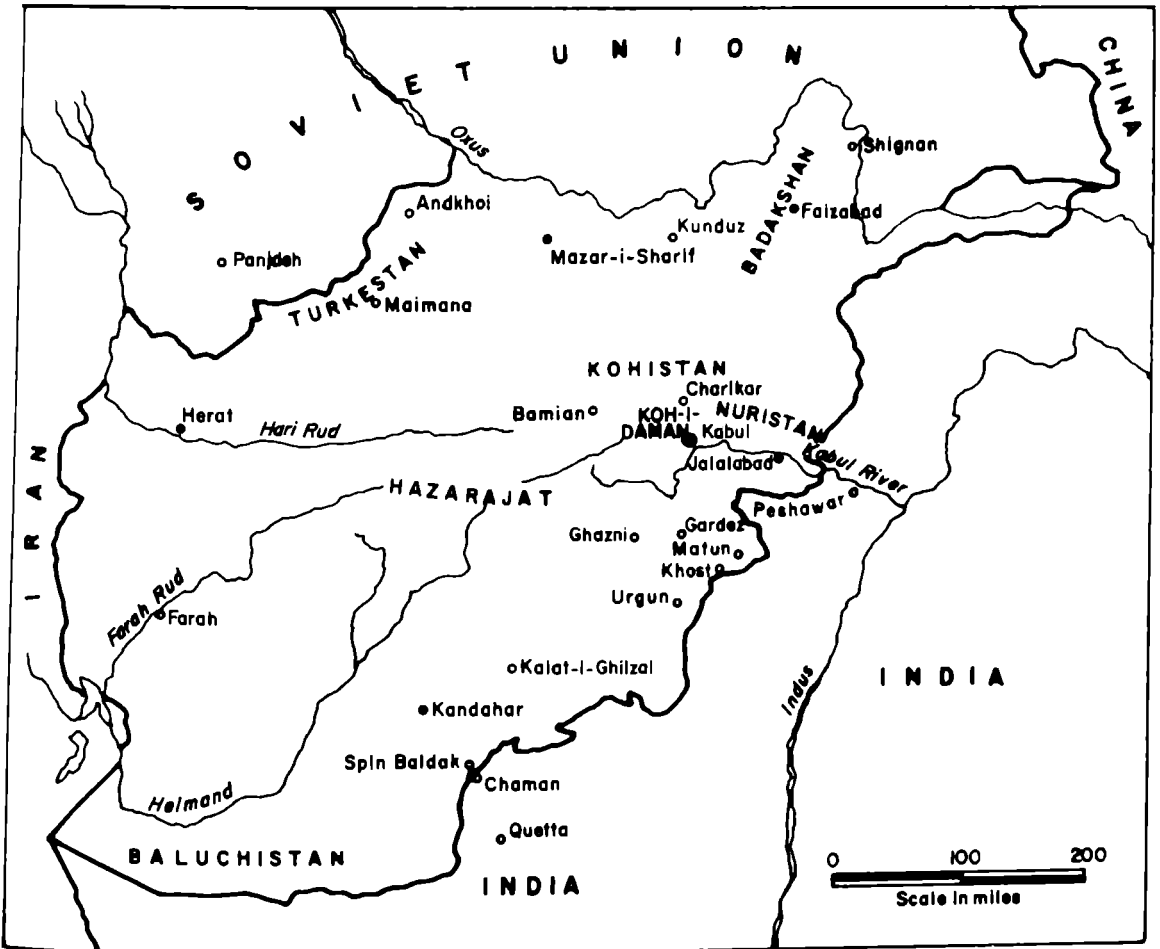 SOVIET UNION
CHINA
Oxus
Shignan
Andkhoi
Faizabad
BADAKSHAN
Kunduz
Mazar-i-Sharif
Panjdeh
TURKESTAN
Maimana
KOHISTAN
Charikar
Bamian
KOH-I-
DAMAN
NURISTAN
Kabul
Herat
Hari Rud
Jalalabad
Kabul River
IRAN
HAZARAJAT
Peshawar
Ghazni
Gardez
Matun
Khost
Urgun
Farah Rud
Farah
Kalat-i-Ghilzai
INDIA
Indus
Kandahar
Spin Baldak
Chaman
Helmand
Quetta
BALUCHISTAN
INDIA
0 100 200
Scale in miles